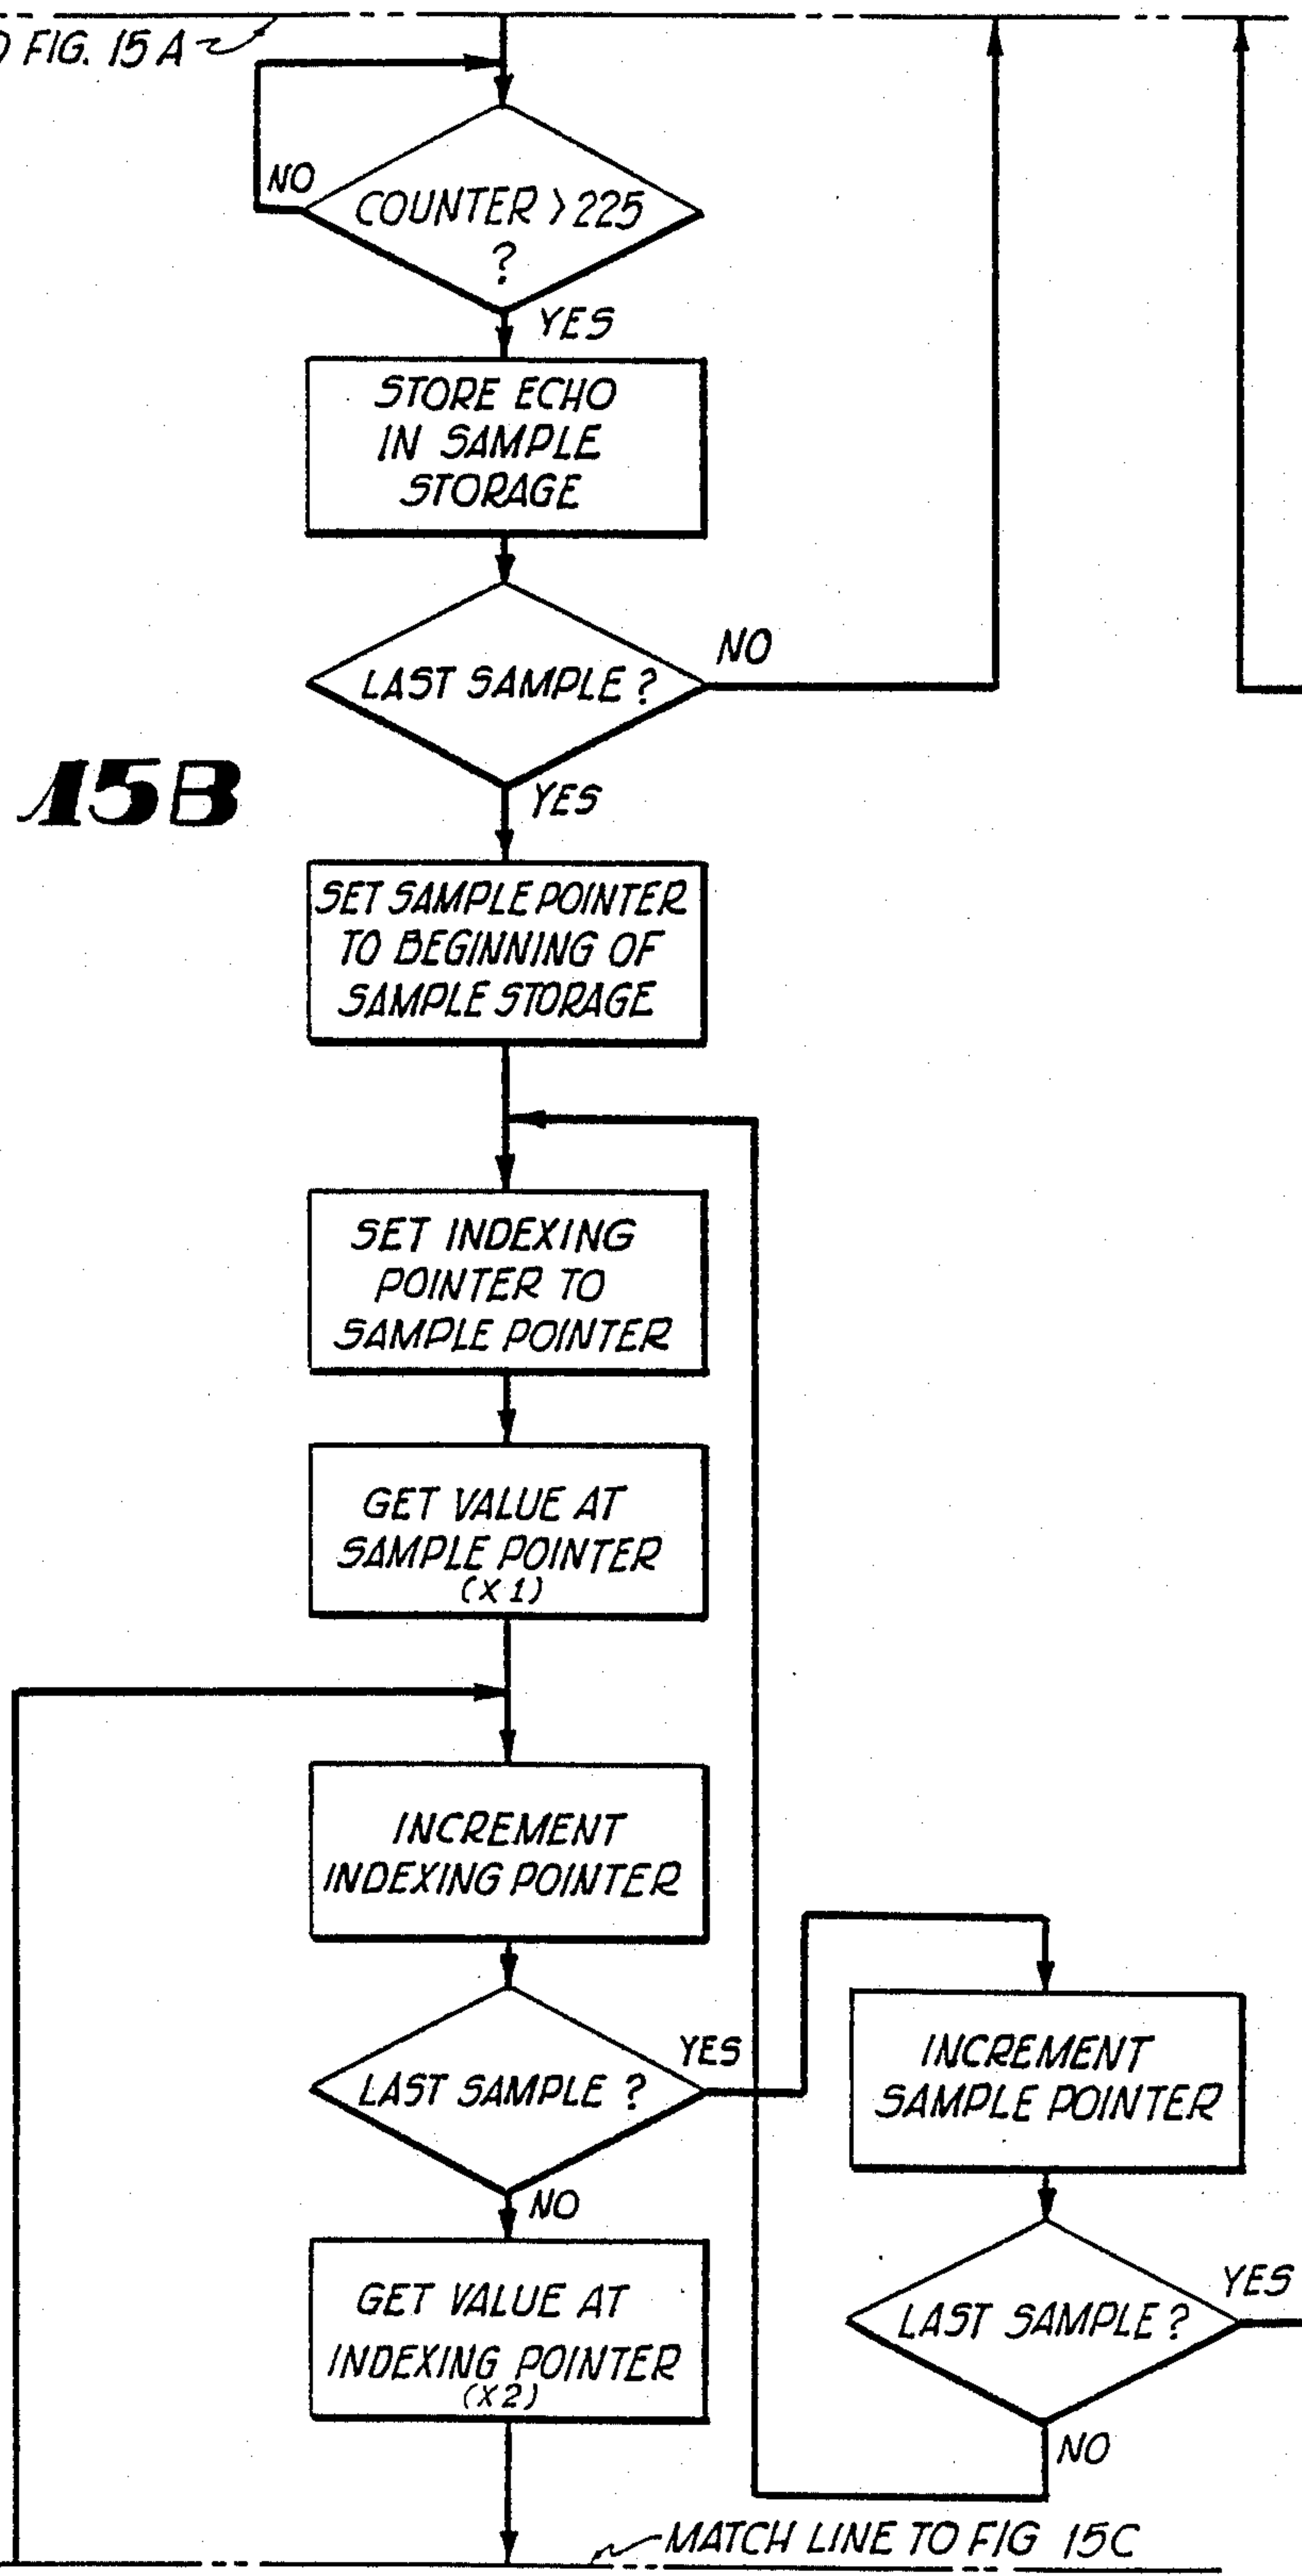 FIG. 15A
NO
COUNTER > 225
?
YES
STORE ECHO
IN SAMPLE
STORAGE
NO
LAST SAMPLE ?
15B
YES
SET SAMPLE POINTER
TO BEGINNING OF
SAMPLE STORAGE
SET INDEXING
POINTER TO
SAMPLE POINTER
GET VALUE AT
SAMPLE POINTER
(X1)
INCREMENT
INDEXING POINTER
YES
LAST SAMPLE ?
INCREMENT
SAMPLE POINTER
NO
GET VALUE AT
INDEXING POINTER
(X2)
YES
LAST SAMPLE ?
NO
MATCH LINE TO FIG 15C